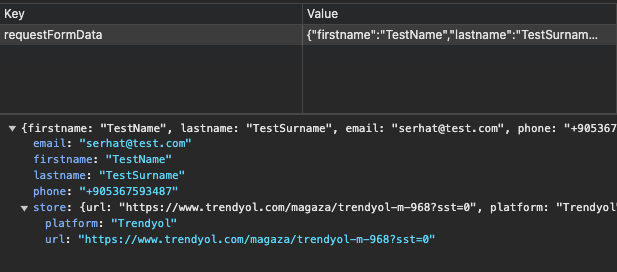 Key Value
requestFormData {"firstname":"TestName","lastname":"TestSurnam...
{firstname: "TestName", lastname: "TestSurname", email: "serhat@test.com", phone: "+905367
email: "serhat@test.com"
firstname: "TestName"
lastname: "TestSurname"
phone: "+905367593487"
store: {url: "https://www.trendyol.com/magaza/trendyol-m-968?sst=0", platform: "Trendyol"
platform: "Trendyol"
url: "https://www.trendyol.com/magaza/trendyol-m-968?sst=0"